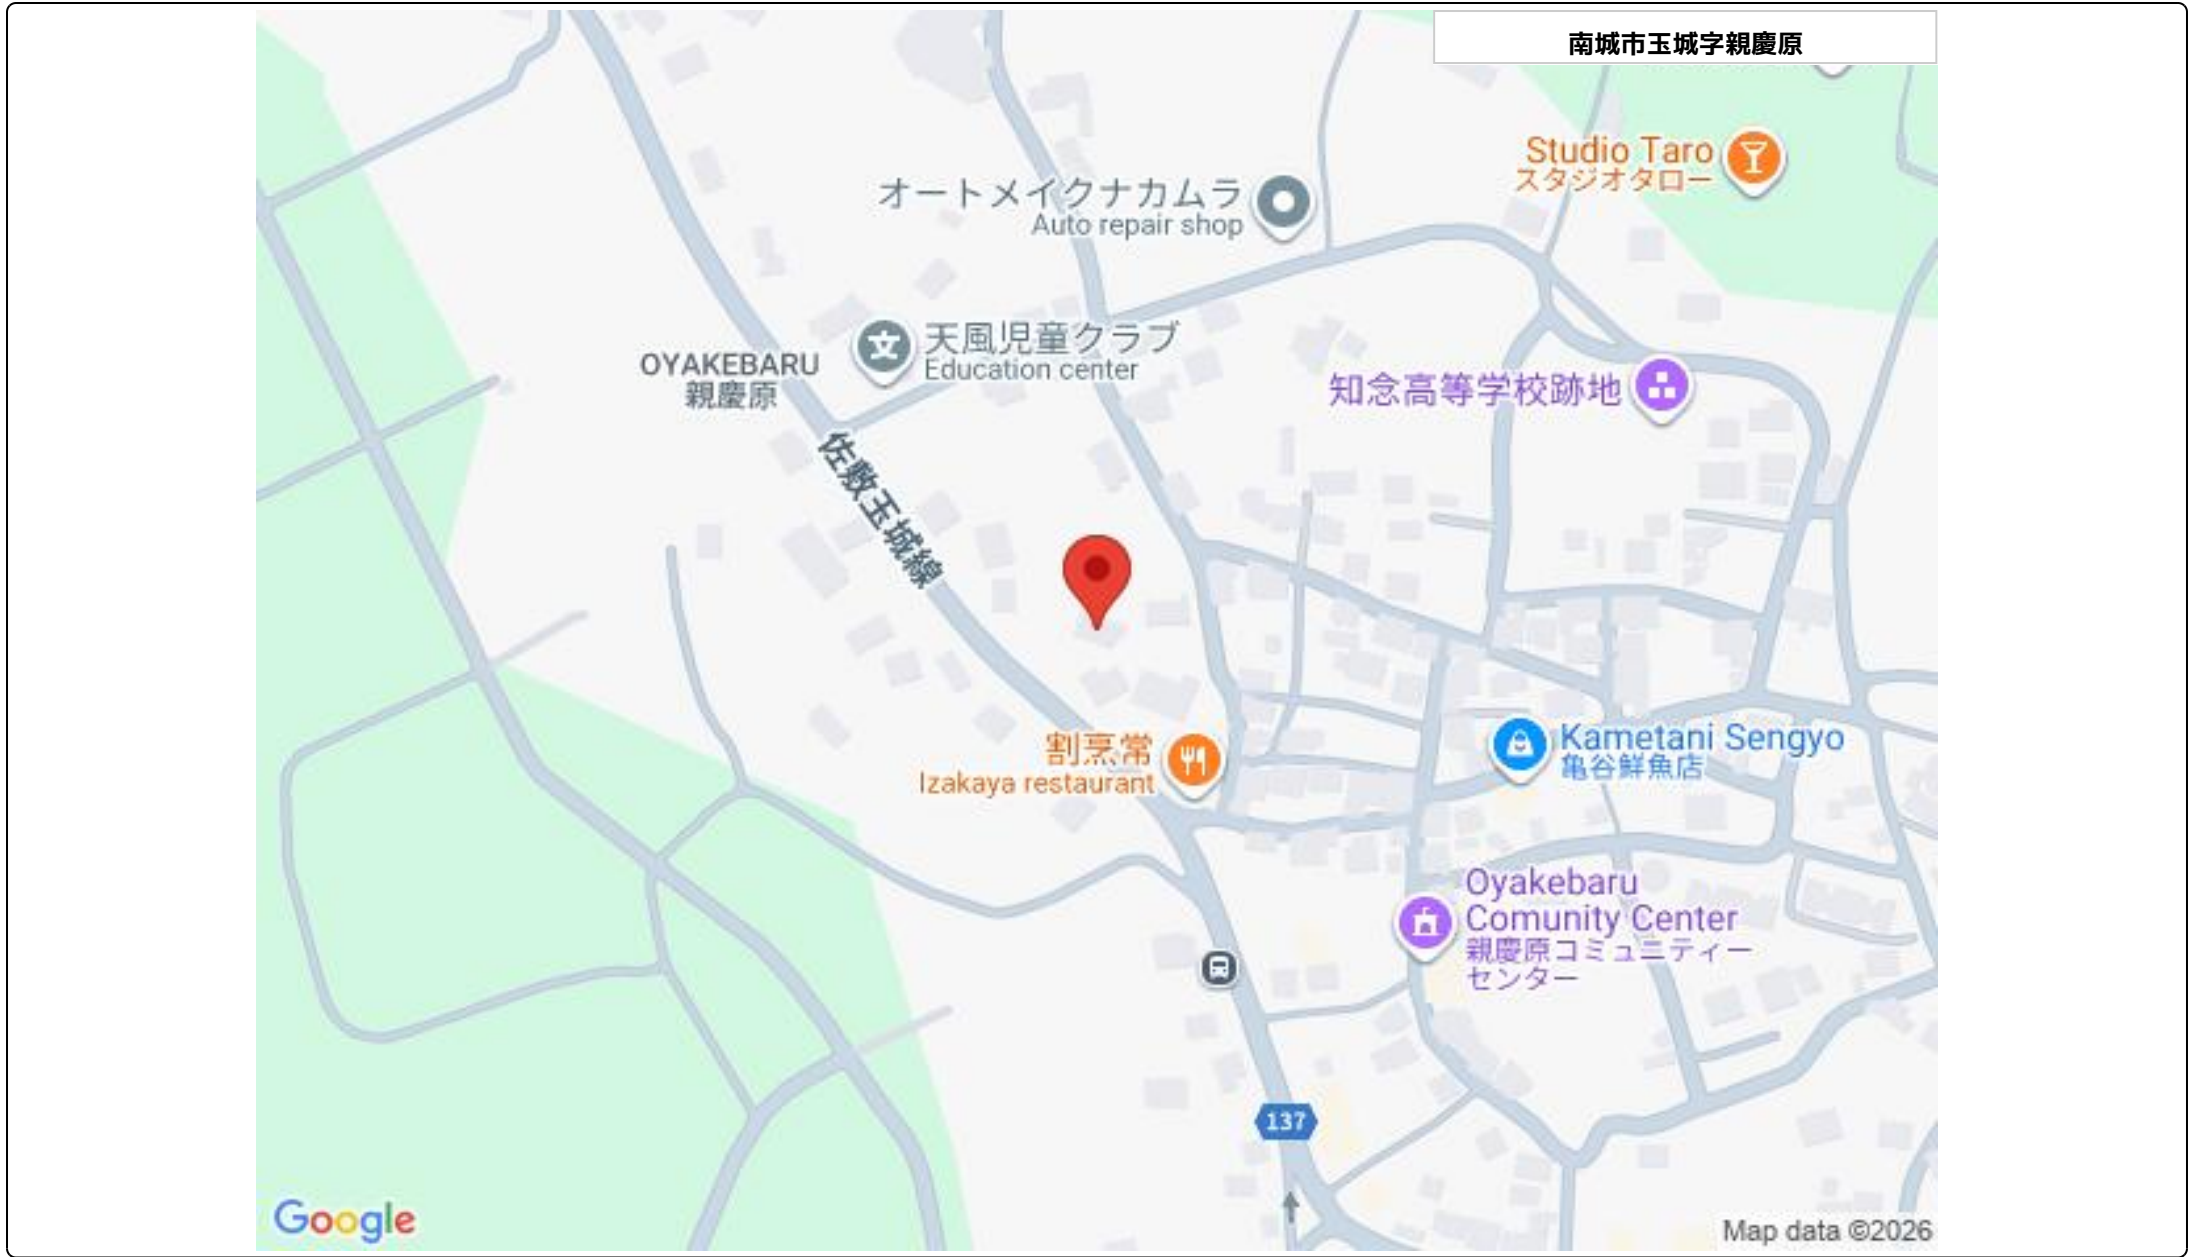 南城市玉城字親慶原
Studio Taro
スタジオタロー
オートメイクナカムラ
Auto repair shop
天風児童クラブ
Education center
OYAKEBARU
親慶原
知念高等学校跡地
佐敷玉城線
割烹常
Izakaya restaurant
Kametani Sengyo
亀谷鮮魚店
Oyakebaru
Comunity Center
親慶原コミュニティー
センター
137
Google
Map data ©2026